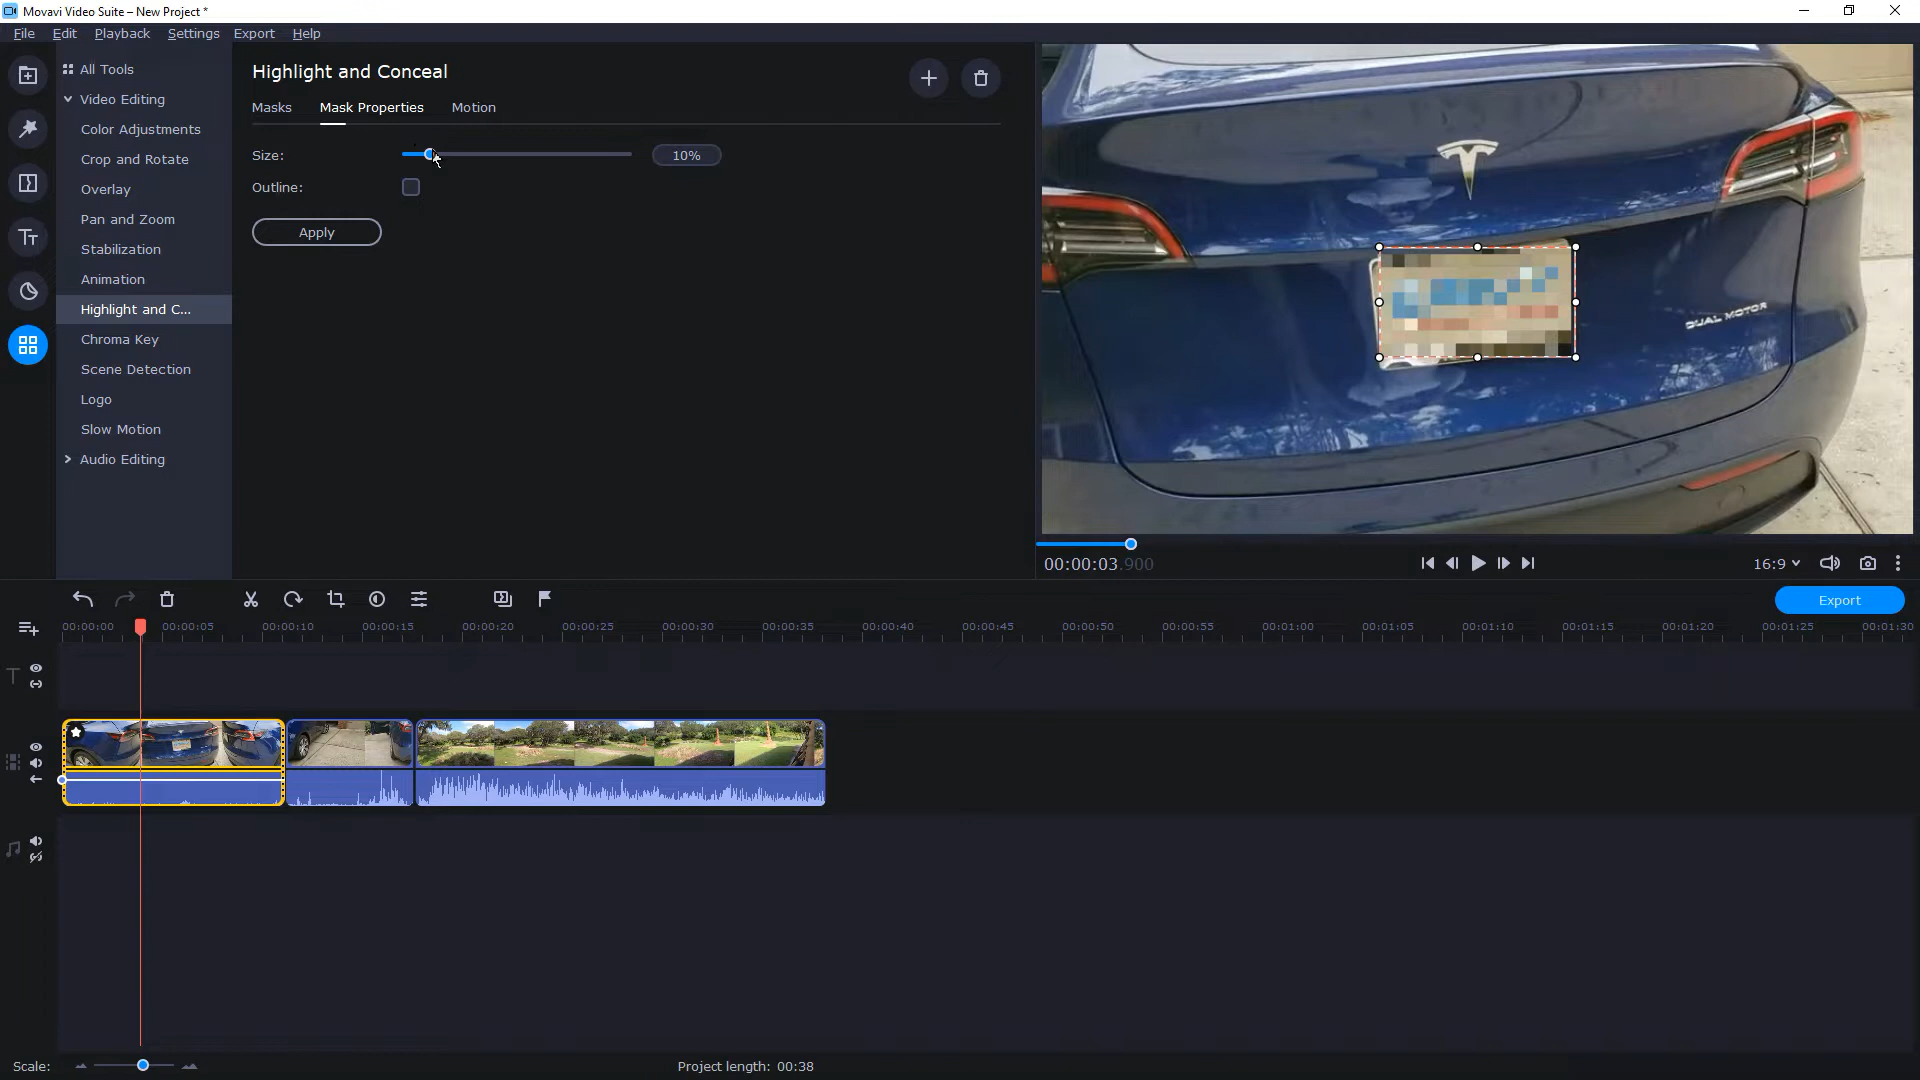 Movavi Video Suite – New Project *
File Edit Playback Settings Export Help
All Tools
Video Editing
Color Adjustments
Crop and Rotate
Overlay
Pan and Zoom
Stabilization
Animation
Highlight and C...
Chroma Key
Scene Detection
Logo
Slow Motion
Audio Editing
Highlight and Conceal
Masks Mask Properties Motion
Size: 10%
Outline:
Apply
DUAL MOTOR
00:00:03.900
16:9
Export
00:00:00 00:00:05 00:00:10 00:00:15 00:00:20 00:00:25 00:00:30 00:00:35 00:00:40 00:00:45 00:00:50 00:00:55 00:01:00 00:01:05 00:01:10 00:01:15 00:01:20 00:01:25 00:01:30
Scale:
Project length: 00:38